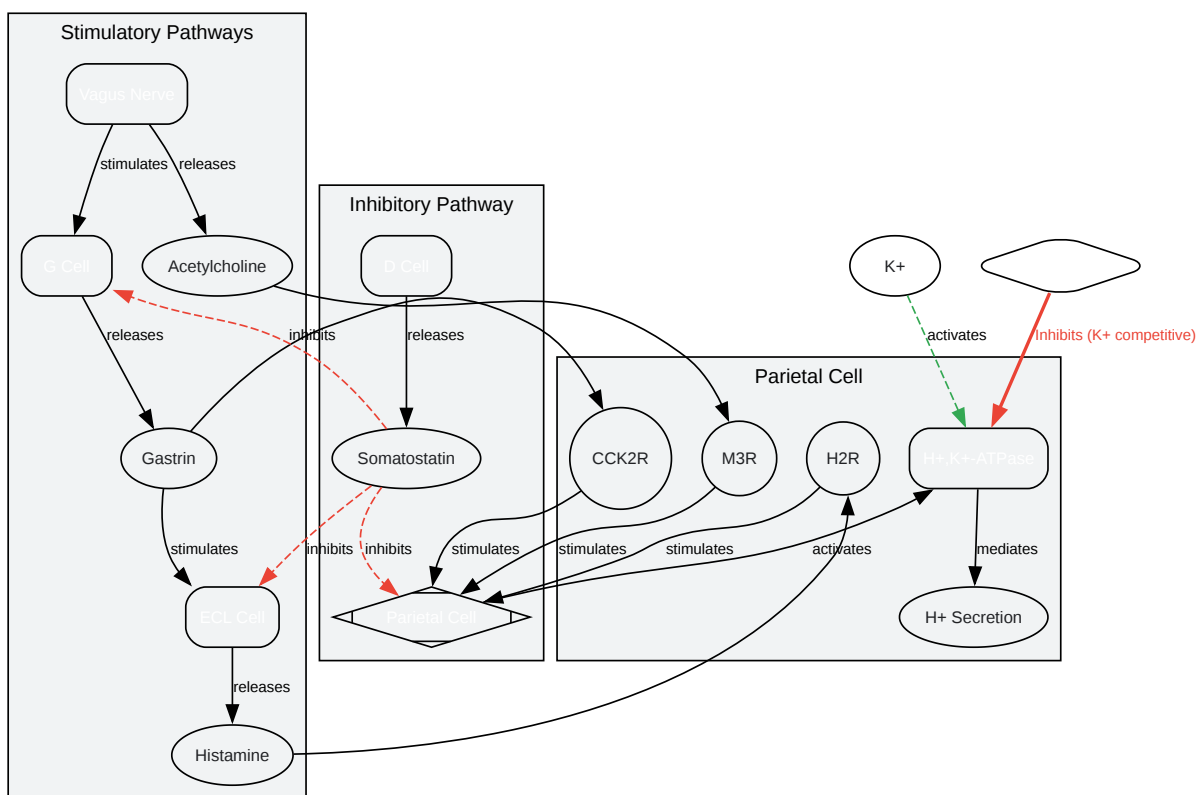 Stimulatory Pathways
Vagus Nerve
stimulates
releases
Inhibitory Pathway
G Cell
Acetylcholine
D Cell
K+
releases
inhibits
releases
activates
Inhibits (K+ competitive)
Parietal Cell
Gastrin
Somatostatin
CCK2R
M3R
H2R
H+,K+-ATPase
stimulates
inhibits
inhibits
stimulates
stimulates
stimulates
activates
mediates
ECL Cell
Parietal Cell
H+ Secretion
releases
Histamine